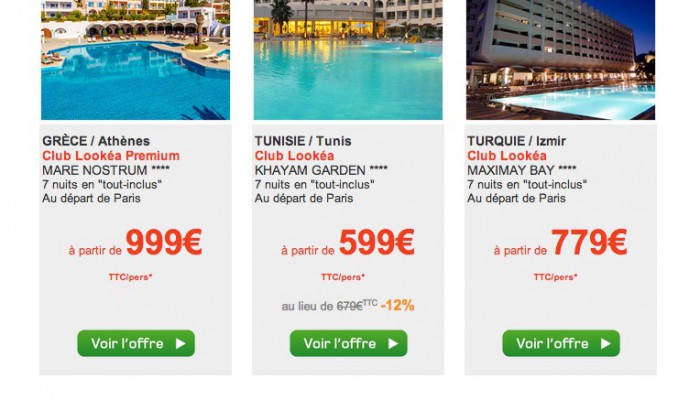 GRÈCE / Athènes
Club Lookéa Premium
MARE NOSTRUM ****
7 nuits en "tout-inclus"
Au départ de Paris
à partir de 999€
TTC/pers*
Voir l'offre
TUNISIE / Tunis
Club Lookéa
KHAYAM GARDEN ****
7 nuits en "tout-inclus"
Au départ de Paris
à partir de 599€
TTC/pers*
au lieu de 679€TTC -12%
Voir l'offre
TURQUIE / Izmir
Club Lookéa
MAXIMAY BAY ****
7 nuits en "tout-inclus"
Au départ de Paris
à partir de 779€
TTC/pers*
Voir l'offre